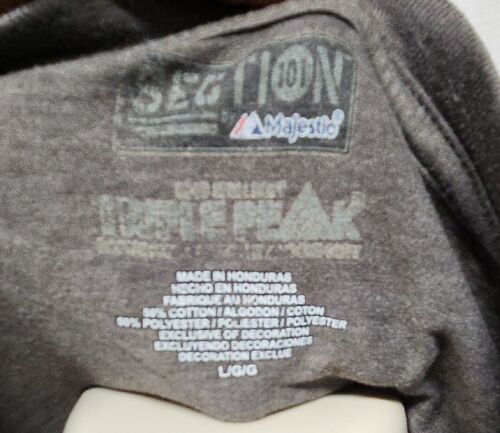 SECTION 101
Majestic
TRIPLE PEAK
MADE IN HONDURAS
HECHO EN HONDURAS
FABRIQUE AU HONDURAS
50% COTTON / ALGODON / COTON
50% POLYESTER / POLIESTER / POLYESTER
EXCLUSIVE OF DECORATION
EXCLUYENDO DECORACIONES
DECORATION EXCLUE
L/G/G